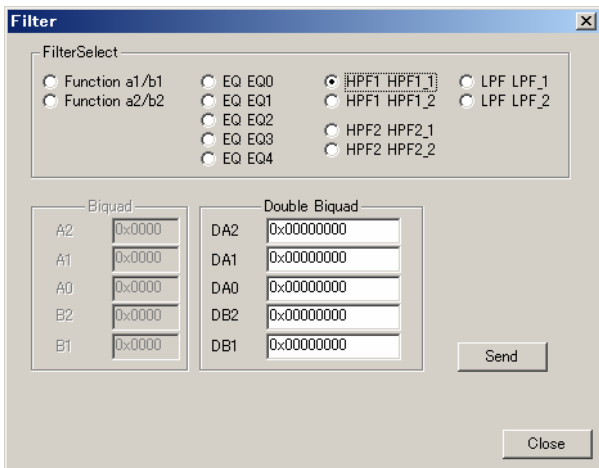 Filter
FilterSelect
Function a1/b1
Function a2/b2
EQ EQ0
EQ EQ1
EQ EQ2
EQ EQ3
EQ EQ4
HPF1 HPF1_1
HPF1 HPF1_2
HPF2 HPF2_1
HPF2 HPF2_2
LPF LPF_1
LPF LPF_2
Biquad
A2 0x0000
A1 0x0000
A0 0x0000
B2 0x0000
B1 0x0000
Double Biquad
DA2 0x00000000
DA1 0x00000000
DA0 0x00000000
DB2 0x00000000
DB1 0x00000000
Send
Close